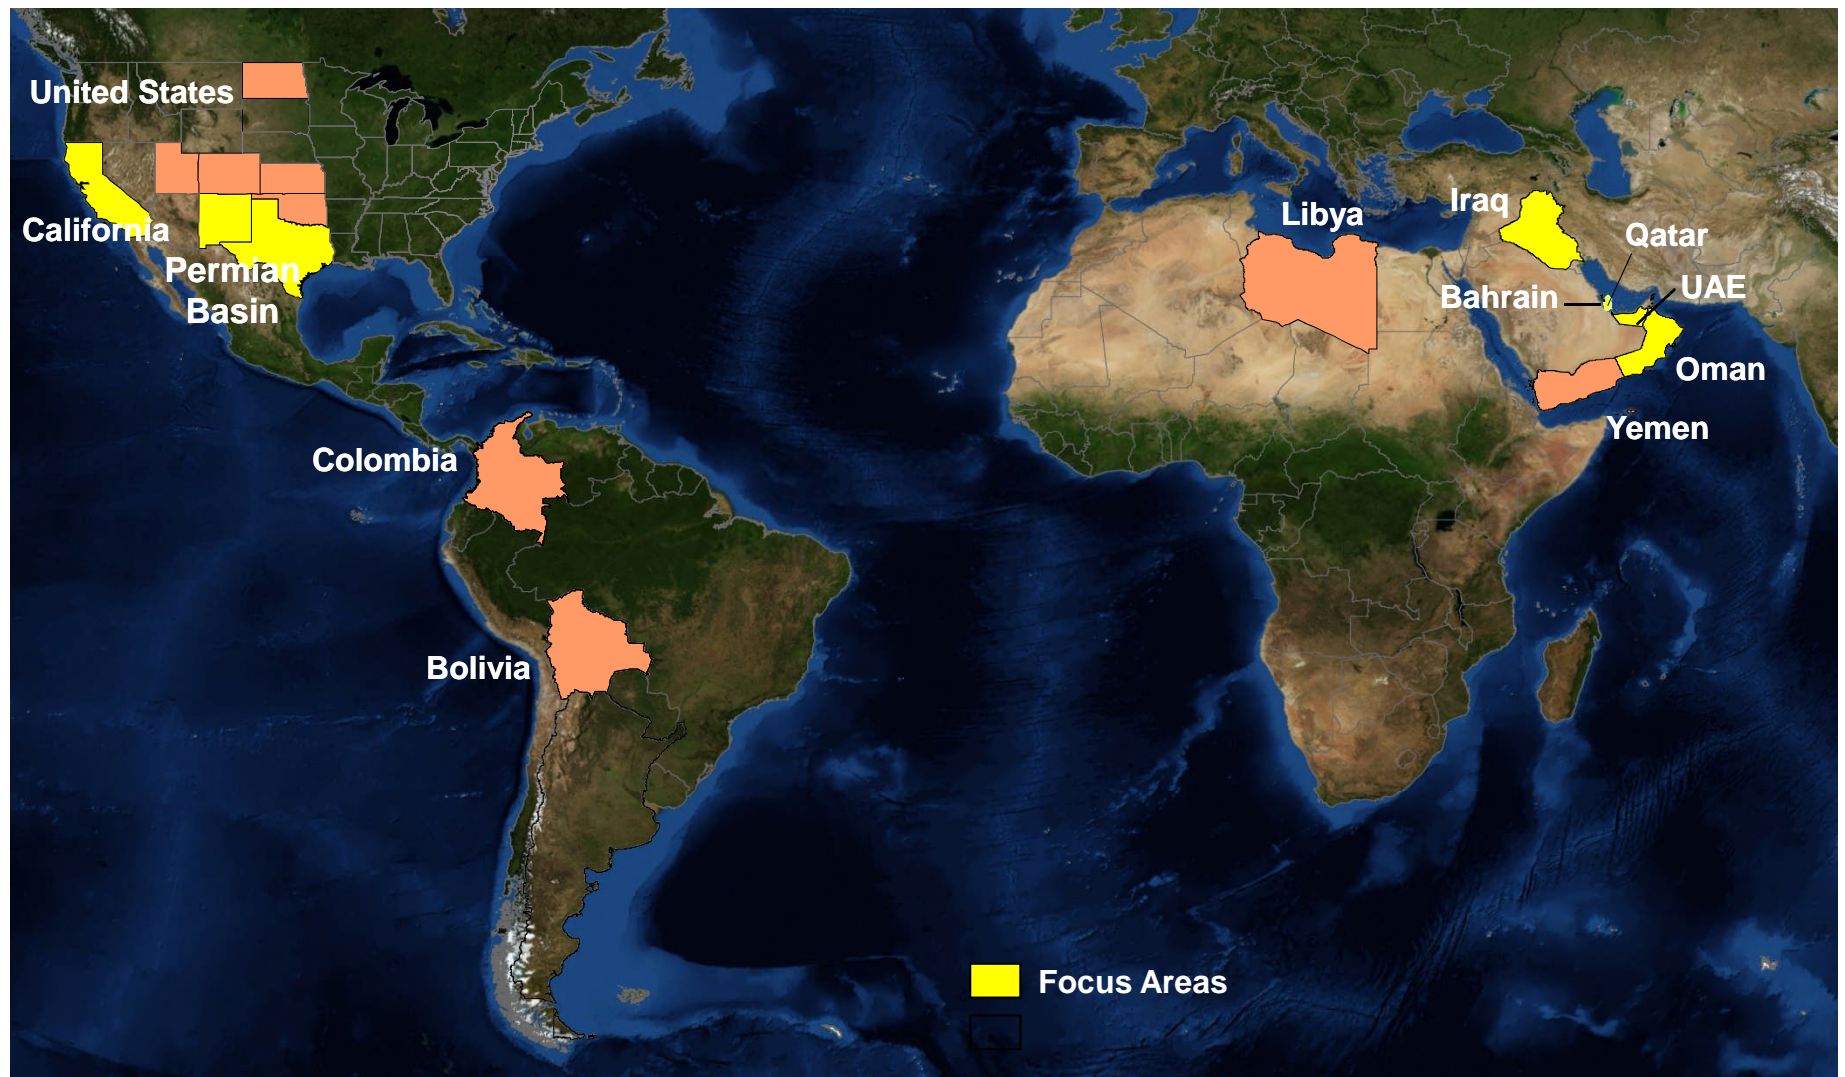 United States
California
Permian
Basin
Colombia
Bolivia
Libya
Iraq
Qatar
Bahrain
UAE
Oman
Yemen
Focus Areas